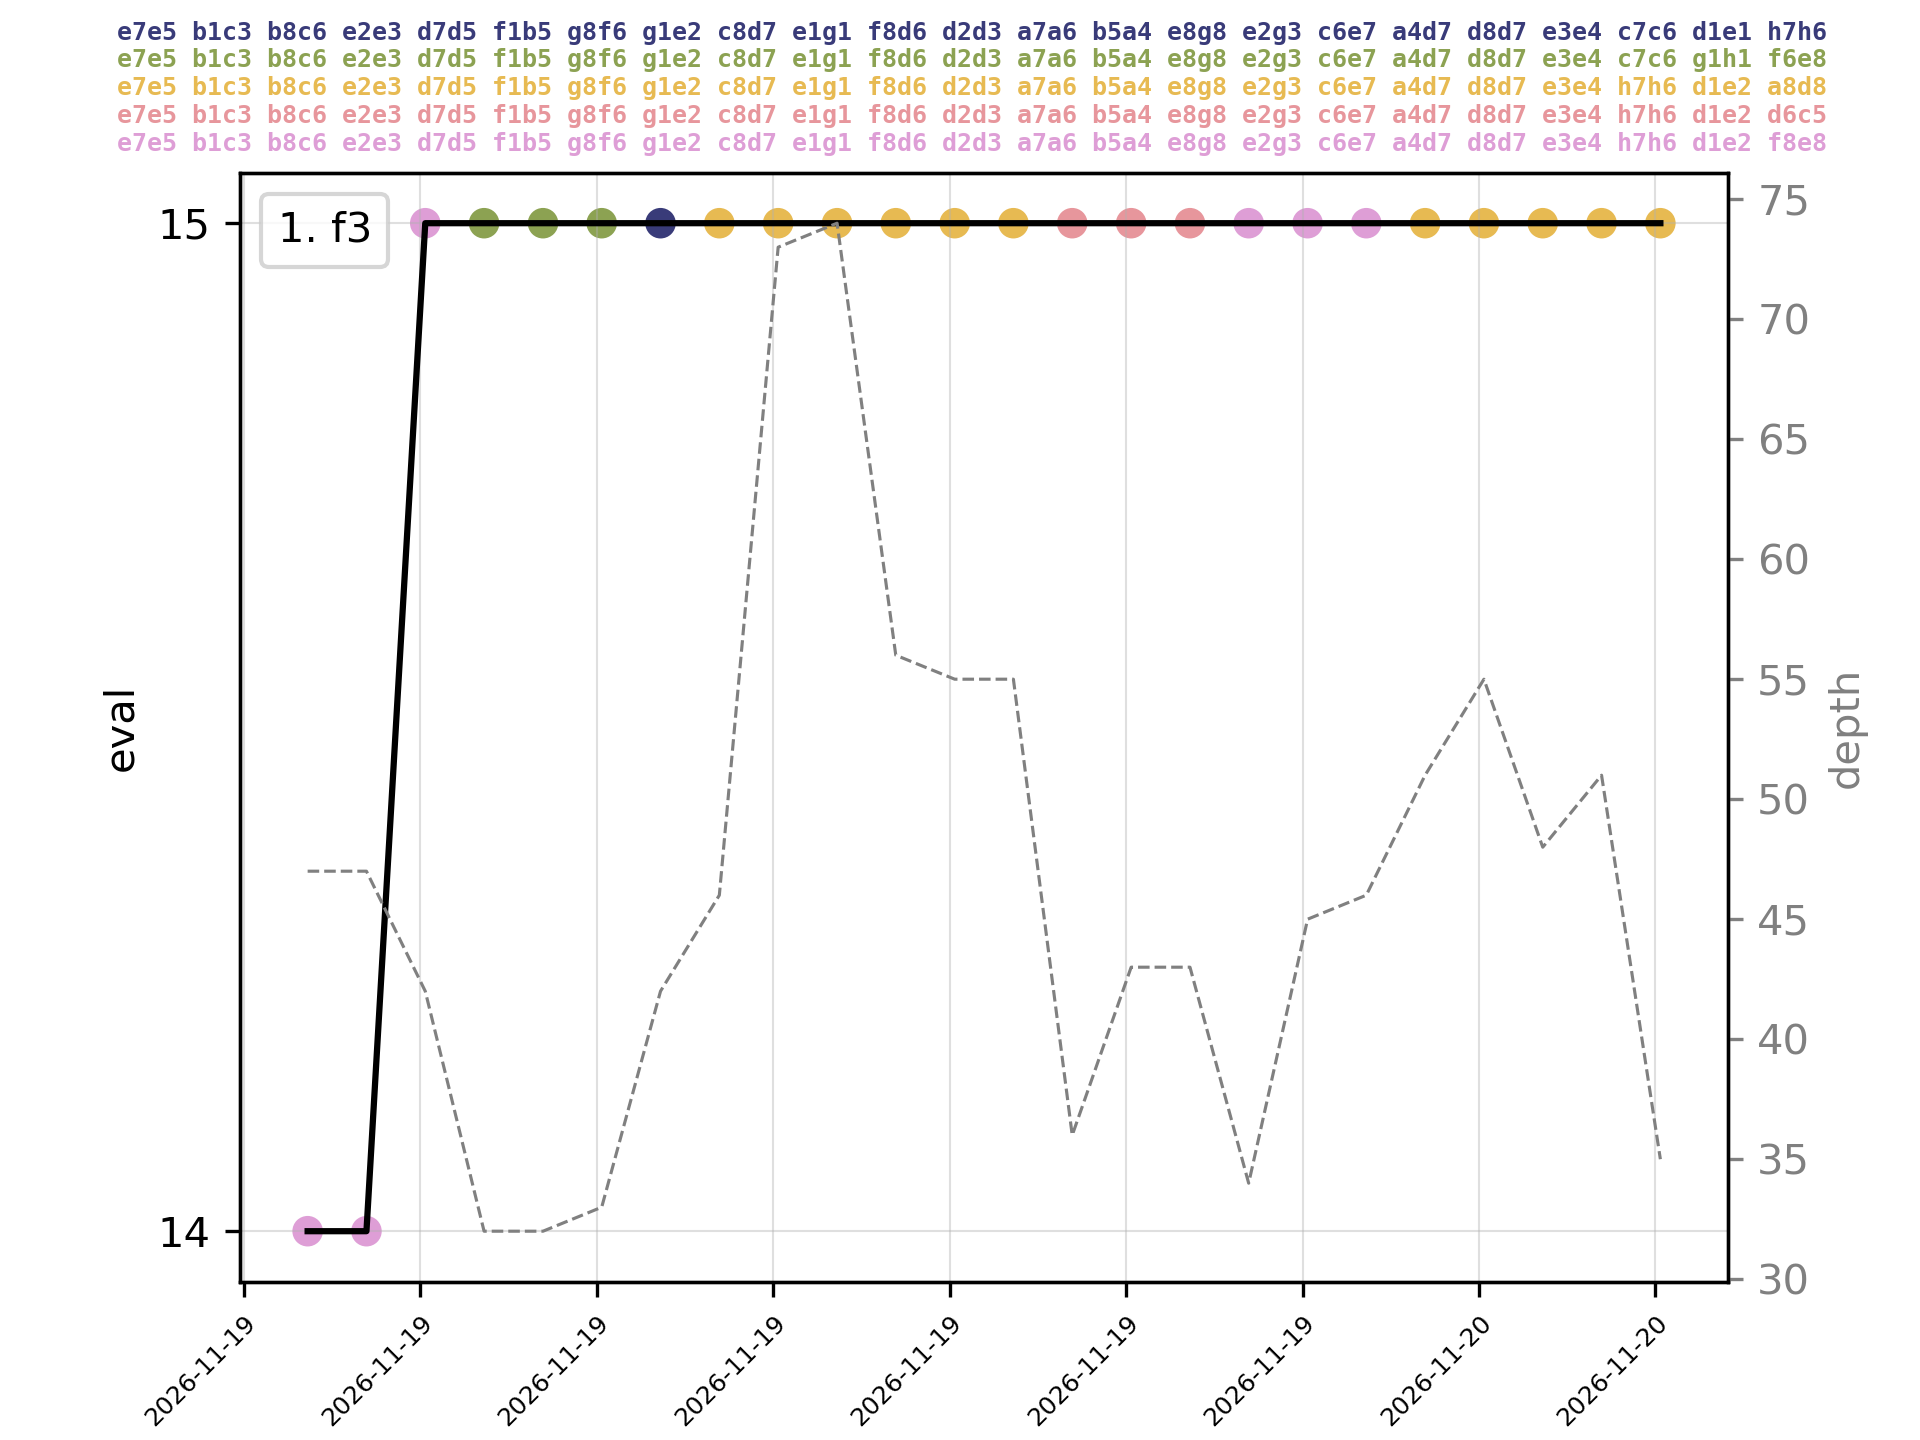 e7e5 b1c3 b8c6 e2e3 d7d5 f1b5 g8f6 g1e2 c8d7 e1g1 f8d6 d2d3 a7a6 b5a4 e8g8 e2g3 c6e7 a4d7 d8d7 e3e4 c7c6 d1e1 h7h6
e7e5 b1c3 b8c6 e2e3 d7d5 f1b5 g8f6 g1e2 c8d7 e1g1 f8d6 d2d3 a7a6 b5a4 e8g8 e2g3 c6e7 a4d7 d8d7 e3e4 c7c6 g1h1 f6e8
e7e5 b1c3 b8c6 e2e3 d7d5 f1b5 g8f6 g1e2 c8d7 e1g1 f8d6 d2d3 a7a6 b5a4 e8g8 e2g3 c6e7 a4d7 d8d7 e3e4 h7h6 d1e2 a8d8
e7e5 b1c3 b8c6 e2e3 d7d5 f1b5 g8f6 g1e2 c8d7 e1g1 f8d6 d2d3 a7a6 b5a4 e8g8 e2g3 c6e7 a4d7 d8d7 e3e4 h7h6 d1e2 d6c5
e7e5 b1c3 b8c6 e2e3 d7d5 f1b5 g8f6 g1e2 c8d7 e1g1 f8d6 d2d3 a7a6 b5a4 e8g8 e2g3 c6e7 a4d7 d8d7 e3e4 h7h6 d1e2 f8e8
1. f3
15
14
eval
75
70
65
60
55
50
45
40
35
30
depth
2026-11-19
2026-11-19
2026-11-19
2026-11-19
2026-11-19
2026-11-19
2026-11-19
2026-11-20
2026-11-20